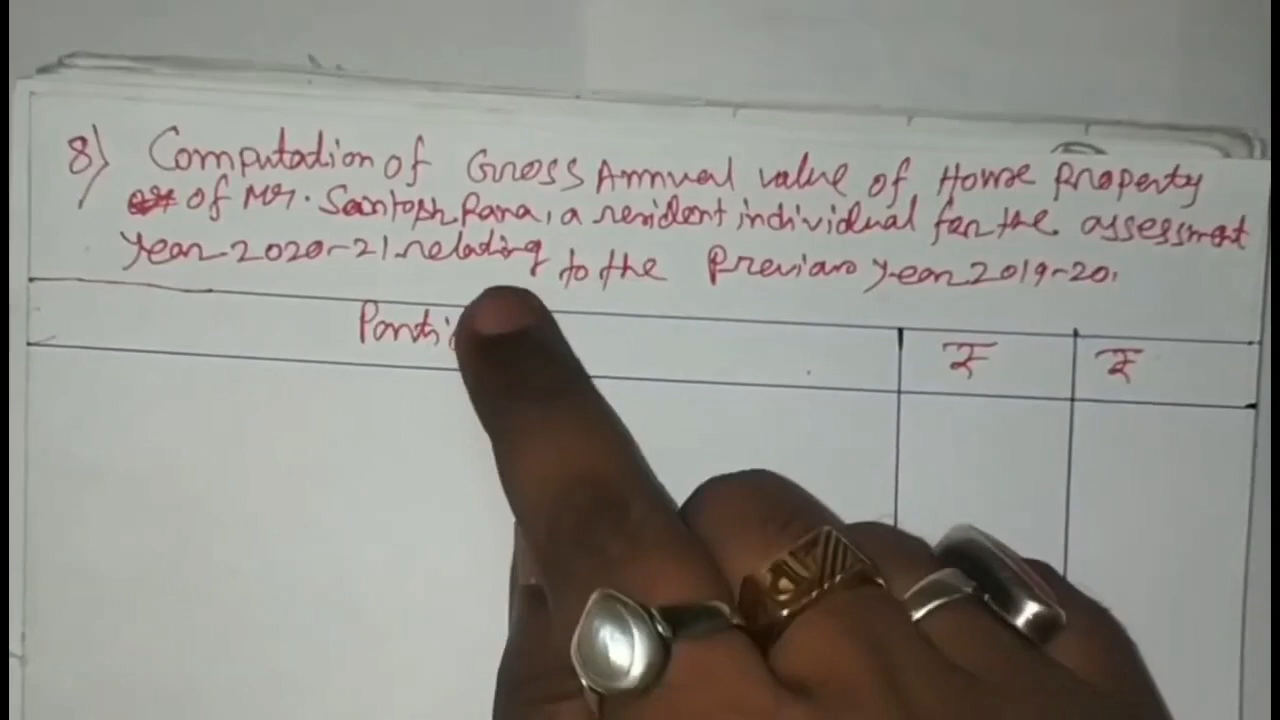 8) Computation of Gross Annual value of House Property
of Mr. Santosh Rana, a resident individual for the assessment
year 2020-21 relating to the Previous year 2019-20.
Parti
₹ ₹